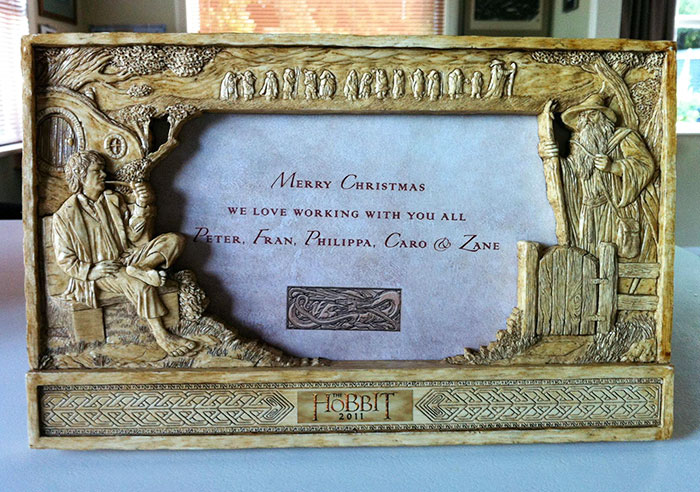 Merry Christmas
we love working with you all
Peter, Fran, Philippa, Caro & Zane
THE
HOBBIT
2011